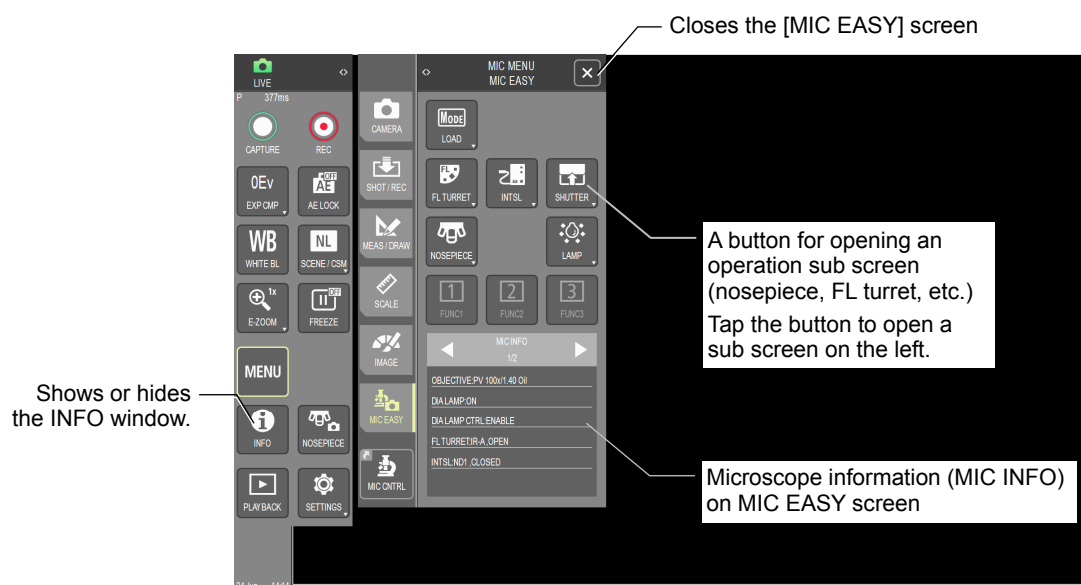 Closes the [MIC EASY] screen
LIVE
P 377ms
CAPTURE
REC
0Ev
EXP CMP
OFF
AE
AE LOCK
WB
WHITE BL
NL
SCENE / CSM
1x
E-ZOOM
OFF
FREEZE
MENU
INFO
NOSEPIECE
PLAYBACK
SETTINGS
CAMERA
SHOT / REC
MEAS / DRAW
SCALE
IMAGE
MIC EASY
MIC CNTRL
MIC MENU
MIC EASY
MODE
LOAD
FL
FL TURRET
INTSL
SHUTTER
NOSEPIECE
LAMP
1
FUNC1
2
FUNC2
3
FUNC3
MIC INFO
1/2
OBJECTIVE:PV 100x/1.40 Oil
DIA LAMP:ON
DIA LAMP CTRL:ENABLE
FL TURRET:IR-A ,OPEN
INTSL:ND1 ,CLOSED
Shows or hides
the INFO window.
A button for opening an
operation sub screen
(nosepiece, FL turret, etc.)
Tap the button to open a
sub screen on the left.
Microscope information (MIC INFO)
on MIC EASY screen